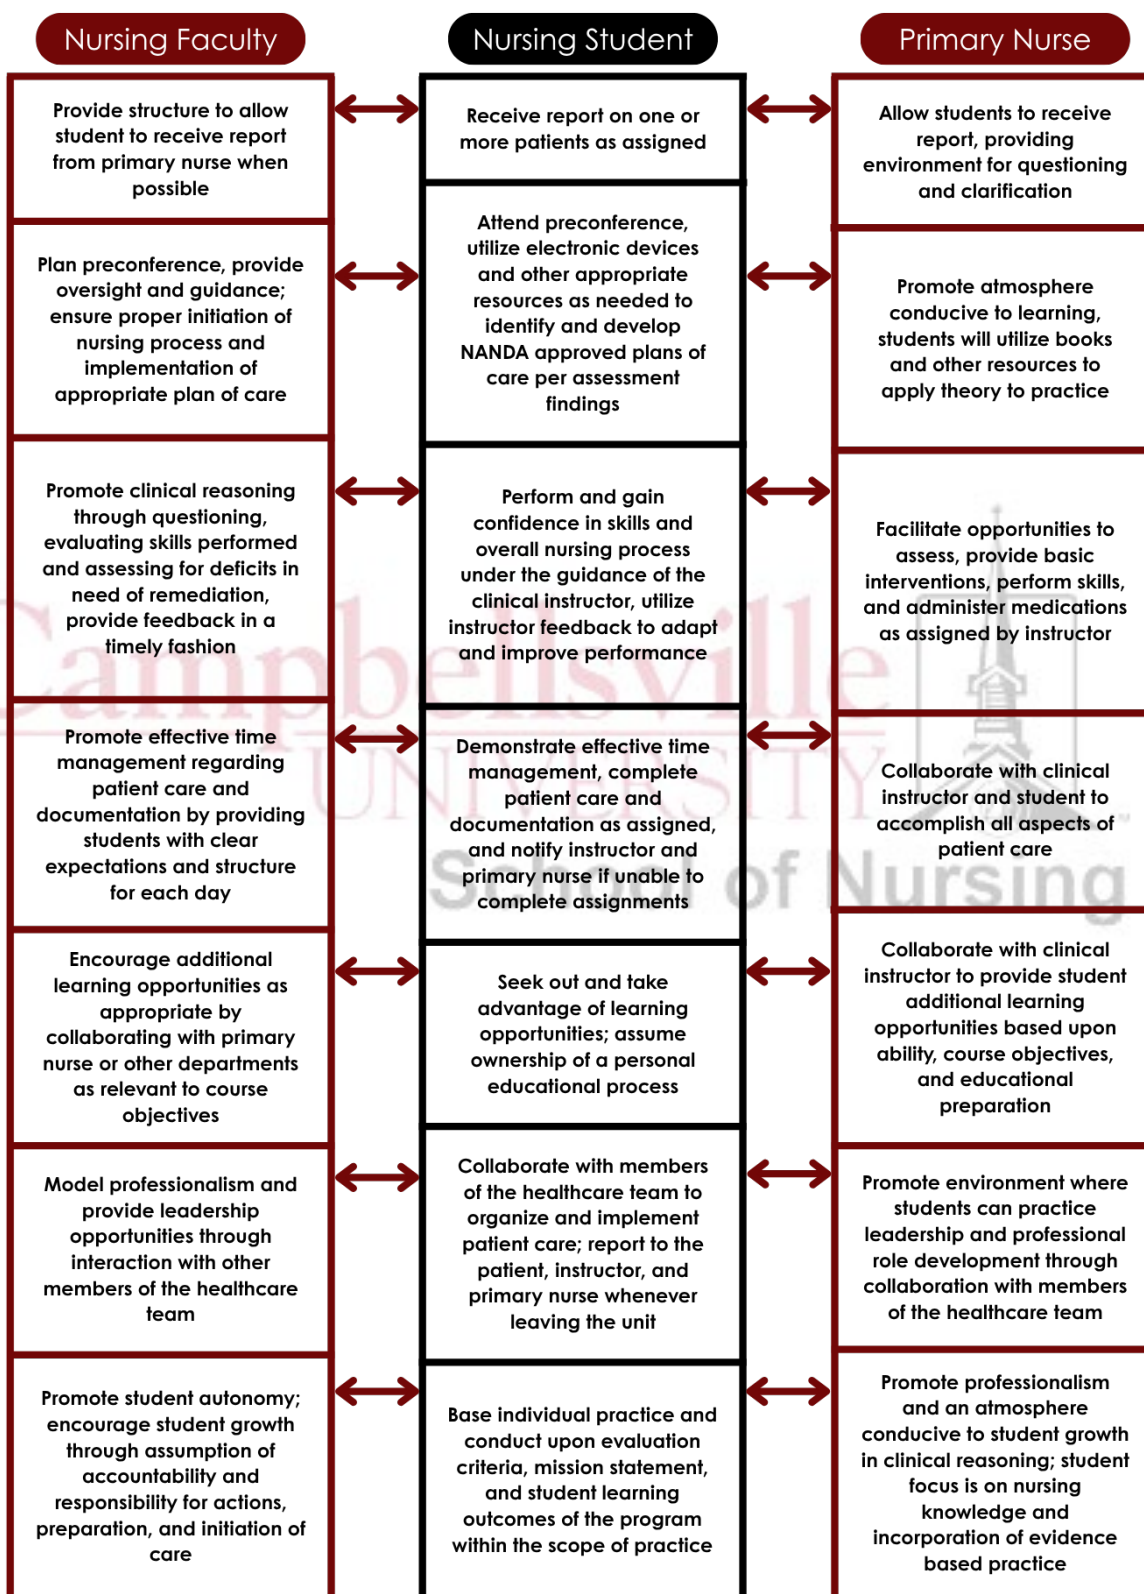 Nursing Faculty
Nursing Student
Primary Nurse
Provide structure to allow
student to receive report
from primary nurse when
possible
Receive report on one or
more patients as assigned
Allow students to receive
report, providing
environment for questioning
and clarification
Plan preconference, provide
oversight and guidance;
ensure proper initiation of
nursing process and
implementation of
appropriate plan of care
Attend preconference,
utilize electronic devices
and other appropriate
resources as needed to
identify and develop
NANDA approved plans of
care per assessment
findings
Promote atmosphere
conducive to learning,
students will utilize books
and other resources to
apply theory to practice
Promote clinical reasoning
through questioning,
evaluating skills performed
and assessing for deficits in
need of remediation,
provide feedback in a
timely fashion
Perform and gain
confidence in skills and
overall nursing process
under the guidance of the
clinical instructor, utilize
instructor feedback to adapt
and improve performance
Facilitate opportunities to
assess, provide basic
interventions, perform skills,
and administer medications
as assigned by instructor
Campbellsville
UNIVERSITY
School of Nursing
Promote effective time
management regarding
patient care and
documentation by providing
students with clear
expectations and structure
for each day
Demonstrate effective time
management, complete
patient care and
documentation as assigned,
and notify instructor and
primary nurse if unable to
complete assignments
Collaborate with clinical
instructor and student to
accomplish all aspects of
patient care
Encourage additional
learning opportunities as
appropriate by
collaborating with primary
nurse or other departments
as relevant to course
objectives
Seek out and take
advantage of learning
opportunities; assume
ownership of a personal
educational process
Collaborate with clinical
instructor to provide student
additional learning
opportunities based upon
ability, course objectives,
and educational
preparation
Model professionalism and
provide leadership
opportunities through
interaction with other
members of the healthcare
team
Collaborate with members
of the healthcare team to
organize and implement
patient care; report to the
patient, instructor, and
primary nurse whenever
leaving the unit
Promote environment where
students can practice
leadership and professional
role development through
collaboration with members
of the healthcare team
Promote student autonomy;
encourage student growth
through assumption of
accountability and
responsibility for actions,
preparation, and initiation of
care
Base individual practice and
conduct upon evaluation
criteria, mission statement,
and student learning
outcomes of the program
within the scope of practice
Promote professionalism
and an atmosphere
conducive to student growth
in clinical reasoning; student
focus is on nursing
knowledge and
incorporation of evidence
based practice